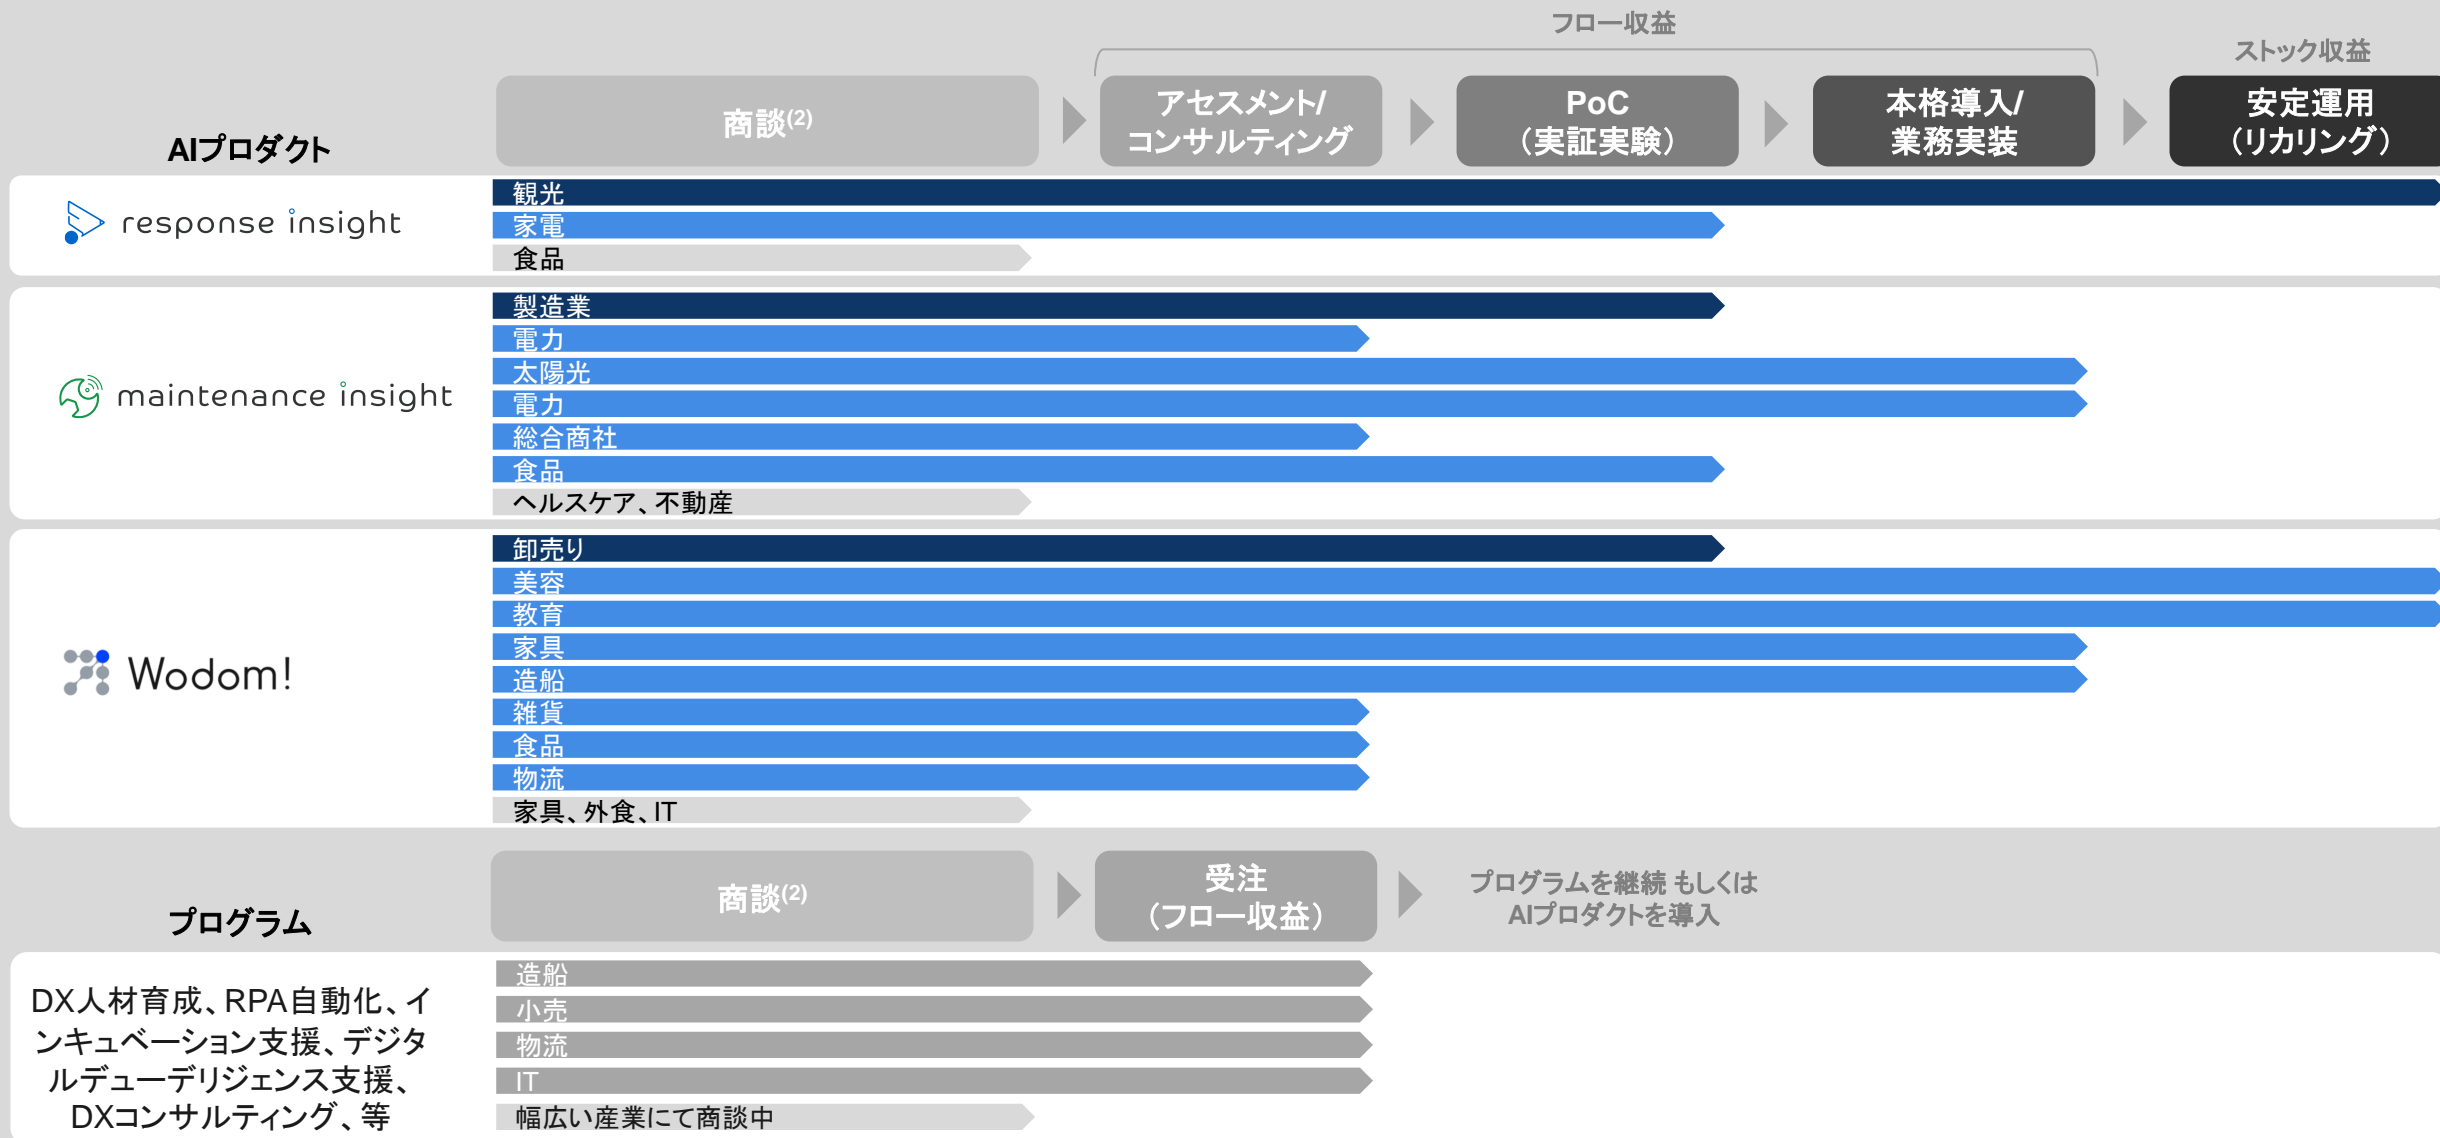 フロー収益
ストック収益
AIプロダクト
商談(2)
アセスメント/
コンサルティング
PoC
（実証実験）
本格導入/
業務実装
安定運用
（リカリング）
response insight
観光
家電
食品
maintenance insight
製造業
電力
太陽光
電力
総合商社
食品
ヘルスケア、不動産
Wodom!
卸売り
美容
教育
家具
造船
雑貨
食品
物流
家具、外食、IT
プログラム
商談(2)
受注
（フロー収益）
プログラムを継続 もしくは
AIプロダクトを導入
DX人材育成、RPA自動化、イ
ンキュベーション支援、デジタ
ルデューデリジェンス支援、
DXコンサルティング、等
造船
小売
物流
IT
幅広い産業にて商談中